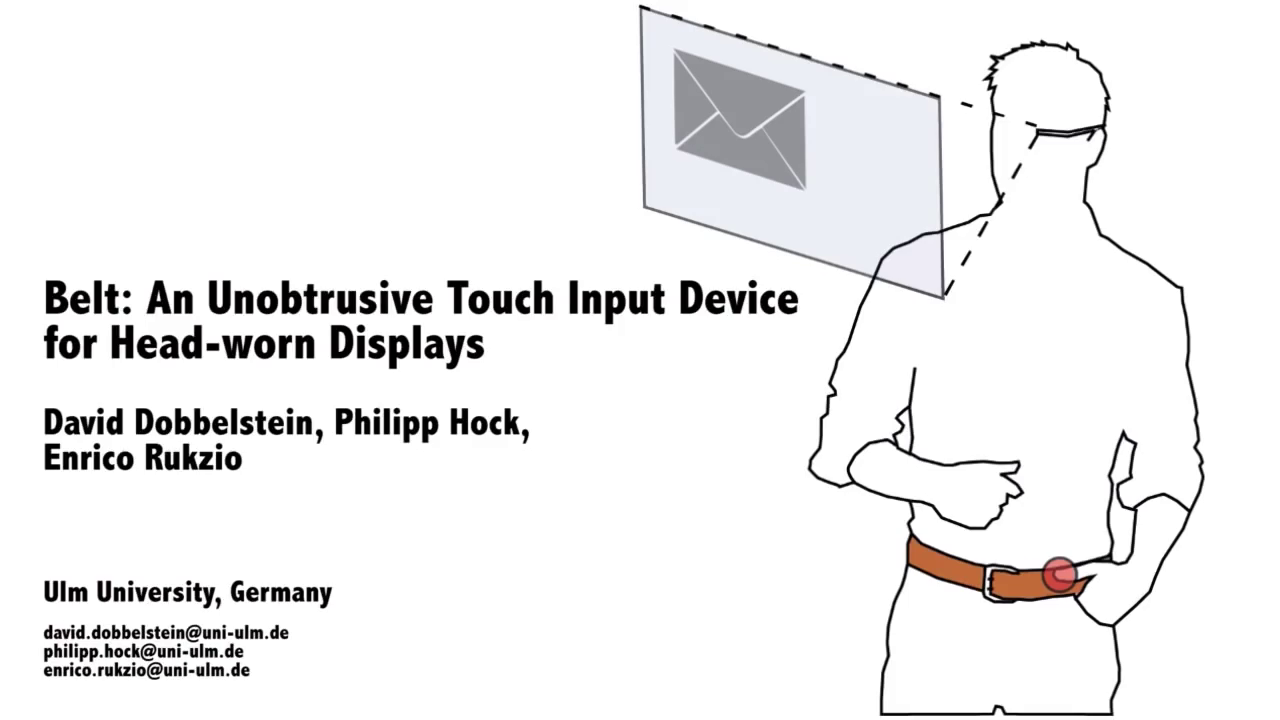 Belt: An Unobtrusive Touch Input Device
for Head-worn Displays
David Dobbelstein, Philipp Hock,
Enrico Rukzio
Ulm University, Germany
david.dobbelstein@uni-ulm.de
philipp.hock@uni-ulm.de
enrico.rukzio@uni-ulm.de